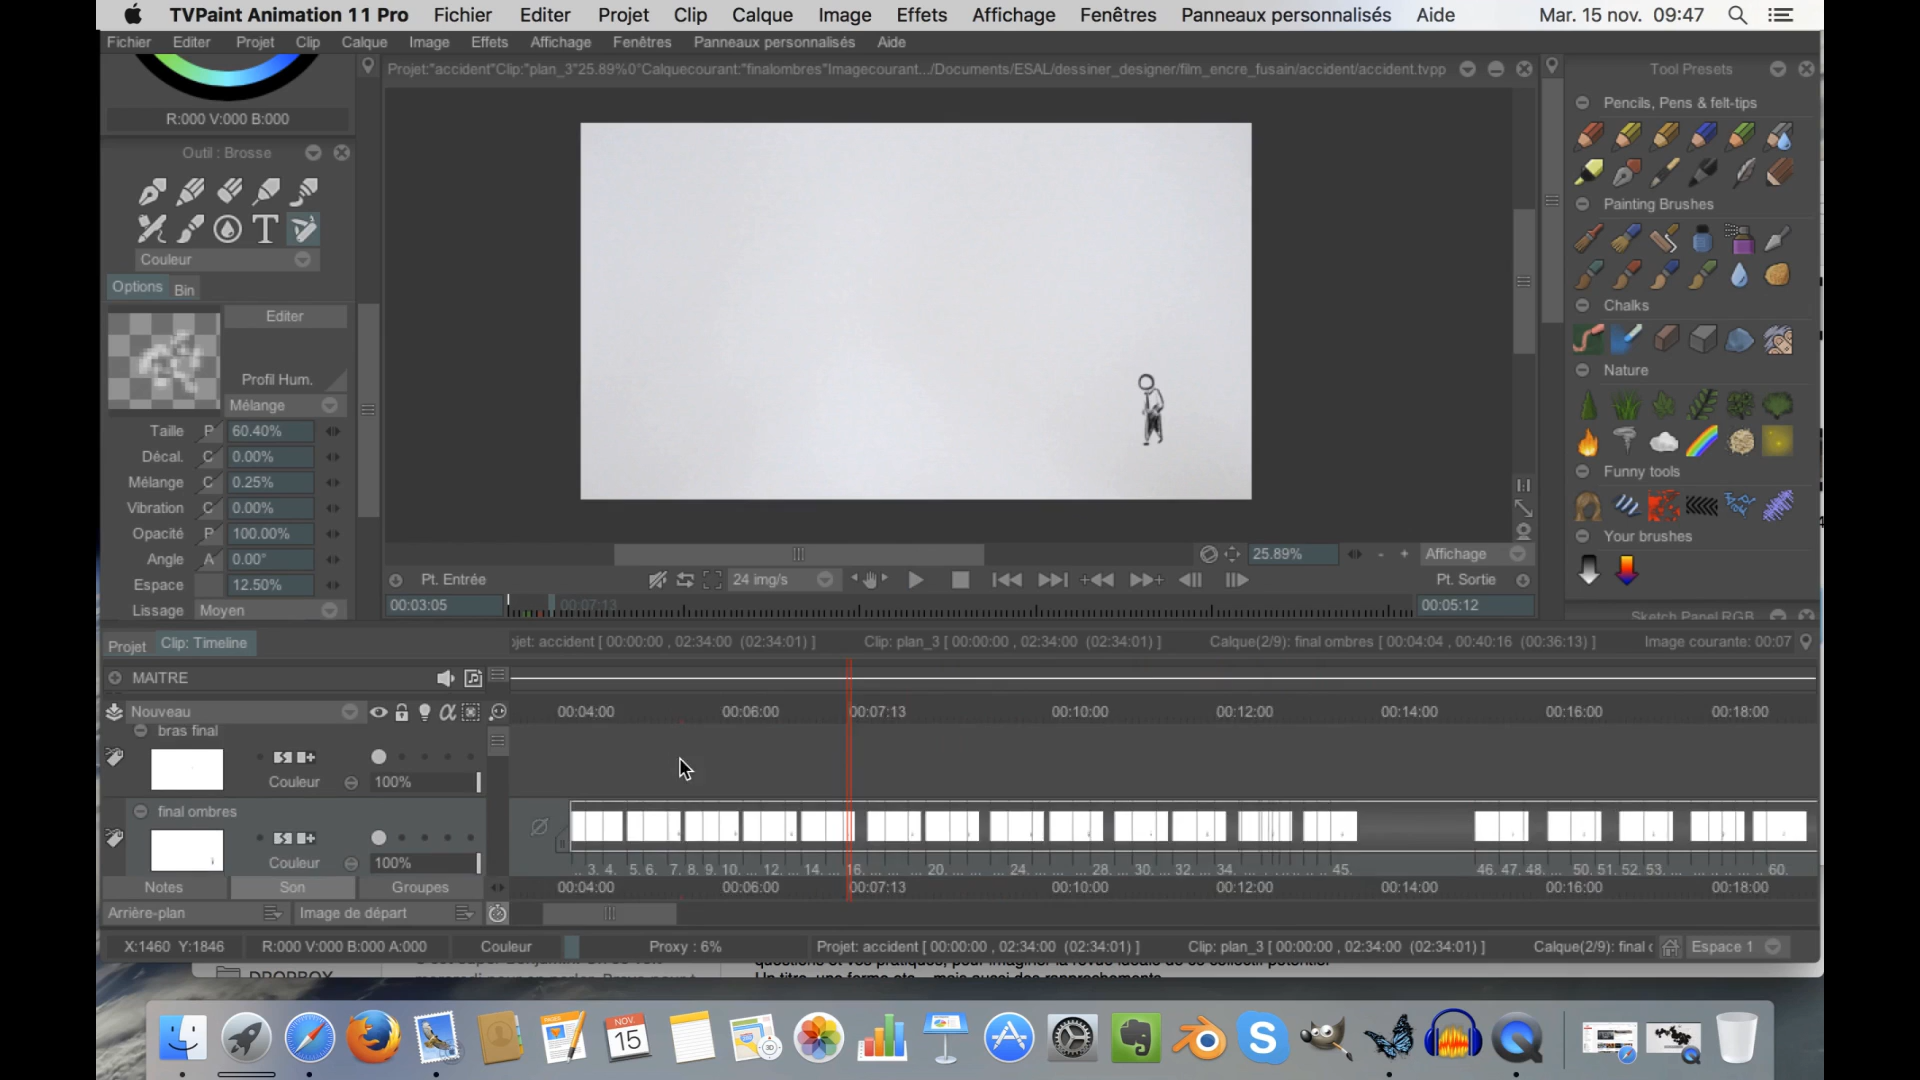 TVPaint Animation 11 Pro Fichier Editer Projet Clip Calque Image Effets Affichage Fenêtres Panneaux personnalisés Aide Mar. 15 nov. 09:47
Fichier Editer Projet Clip Calque Image Effets Affichage Fenêtres Panneaux personnalisés Aide
Projet:"accident"Clip:"plan_3"25.89%0°Calquecourant:"finalombres"Imagecourant.../Documents/ESAL/dessiner_designer/film_encre_fusain/accident/accident.tvpp
Tool Presets
Pencils, Pens & felt-tips
R:000 V:000 B:000
Outil : Brosse
T
Couleur
Painting Brushes
Options Bin
Editer
Chalks
Profil Hum.
Nature
Mélange
Taille P 60.40%
Décal. C 0.00%
Mélange C 0.25%
Funny tools
Vibration C 0.00%
Opacité P 100.00%
Your brushes
Angle A 0.00°
25.89% - + Affichage
Espace 12.50%
Pt. Entrée 24 img/s Pt. Sortie
Lissage Moyen
00:03:05 00:07:13 00:05:12
Sketch Panel RGB
Projet Clip: Timeline
ojet: accident [ 00:00:00 , 02:34:00 (02:34:01) ] Clip: plan_3 [ 00:00:00 , 02:34:00 (02:34:01) ] Calque(2/9): final ombres [ 00:04:04 , 00:40:16 (00:36:13) ] Image courante: 00:07
MAITRE
Nouveau 00:04:00 00:06:00 00:07:13 00:10:00 00:12:00 00:14:00 00:16:00 00:18:00
bras final
Couleur 100%
final ombres
Couleur 100%
.. 3. 4. 5. 6. 7. 8. 9. 10. ... 12. ... 14. ... 16. ... 20. ... 24. ... 28. ... 30. ... 32. ... 34. ... 45. 46. 47. 48. ... 50. 51. 52. 53. ... 60.
Notes Son Groupes 00:04:00 00:06:00 00:07:13 00:10:00 00:12:00 00:14:00 00:16:00 00:18:00
Arrière-plan Image de départ
X:1460 Y:1846 R:000 V:000 B:000 A:000 Couleur Proxy : 6% Projet: accident [ 00:00:00 , 02:34:00 (02:34:01) ] Clip: plan_3 [ 00:00:00 , 02:34:00 (02:34:01) ] Calque(2/9): final Espace 1
DROPBOX
NOV
15